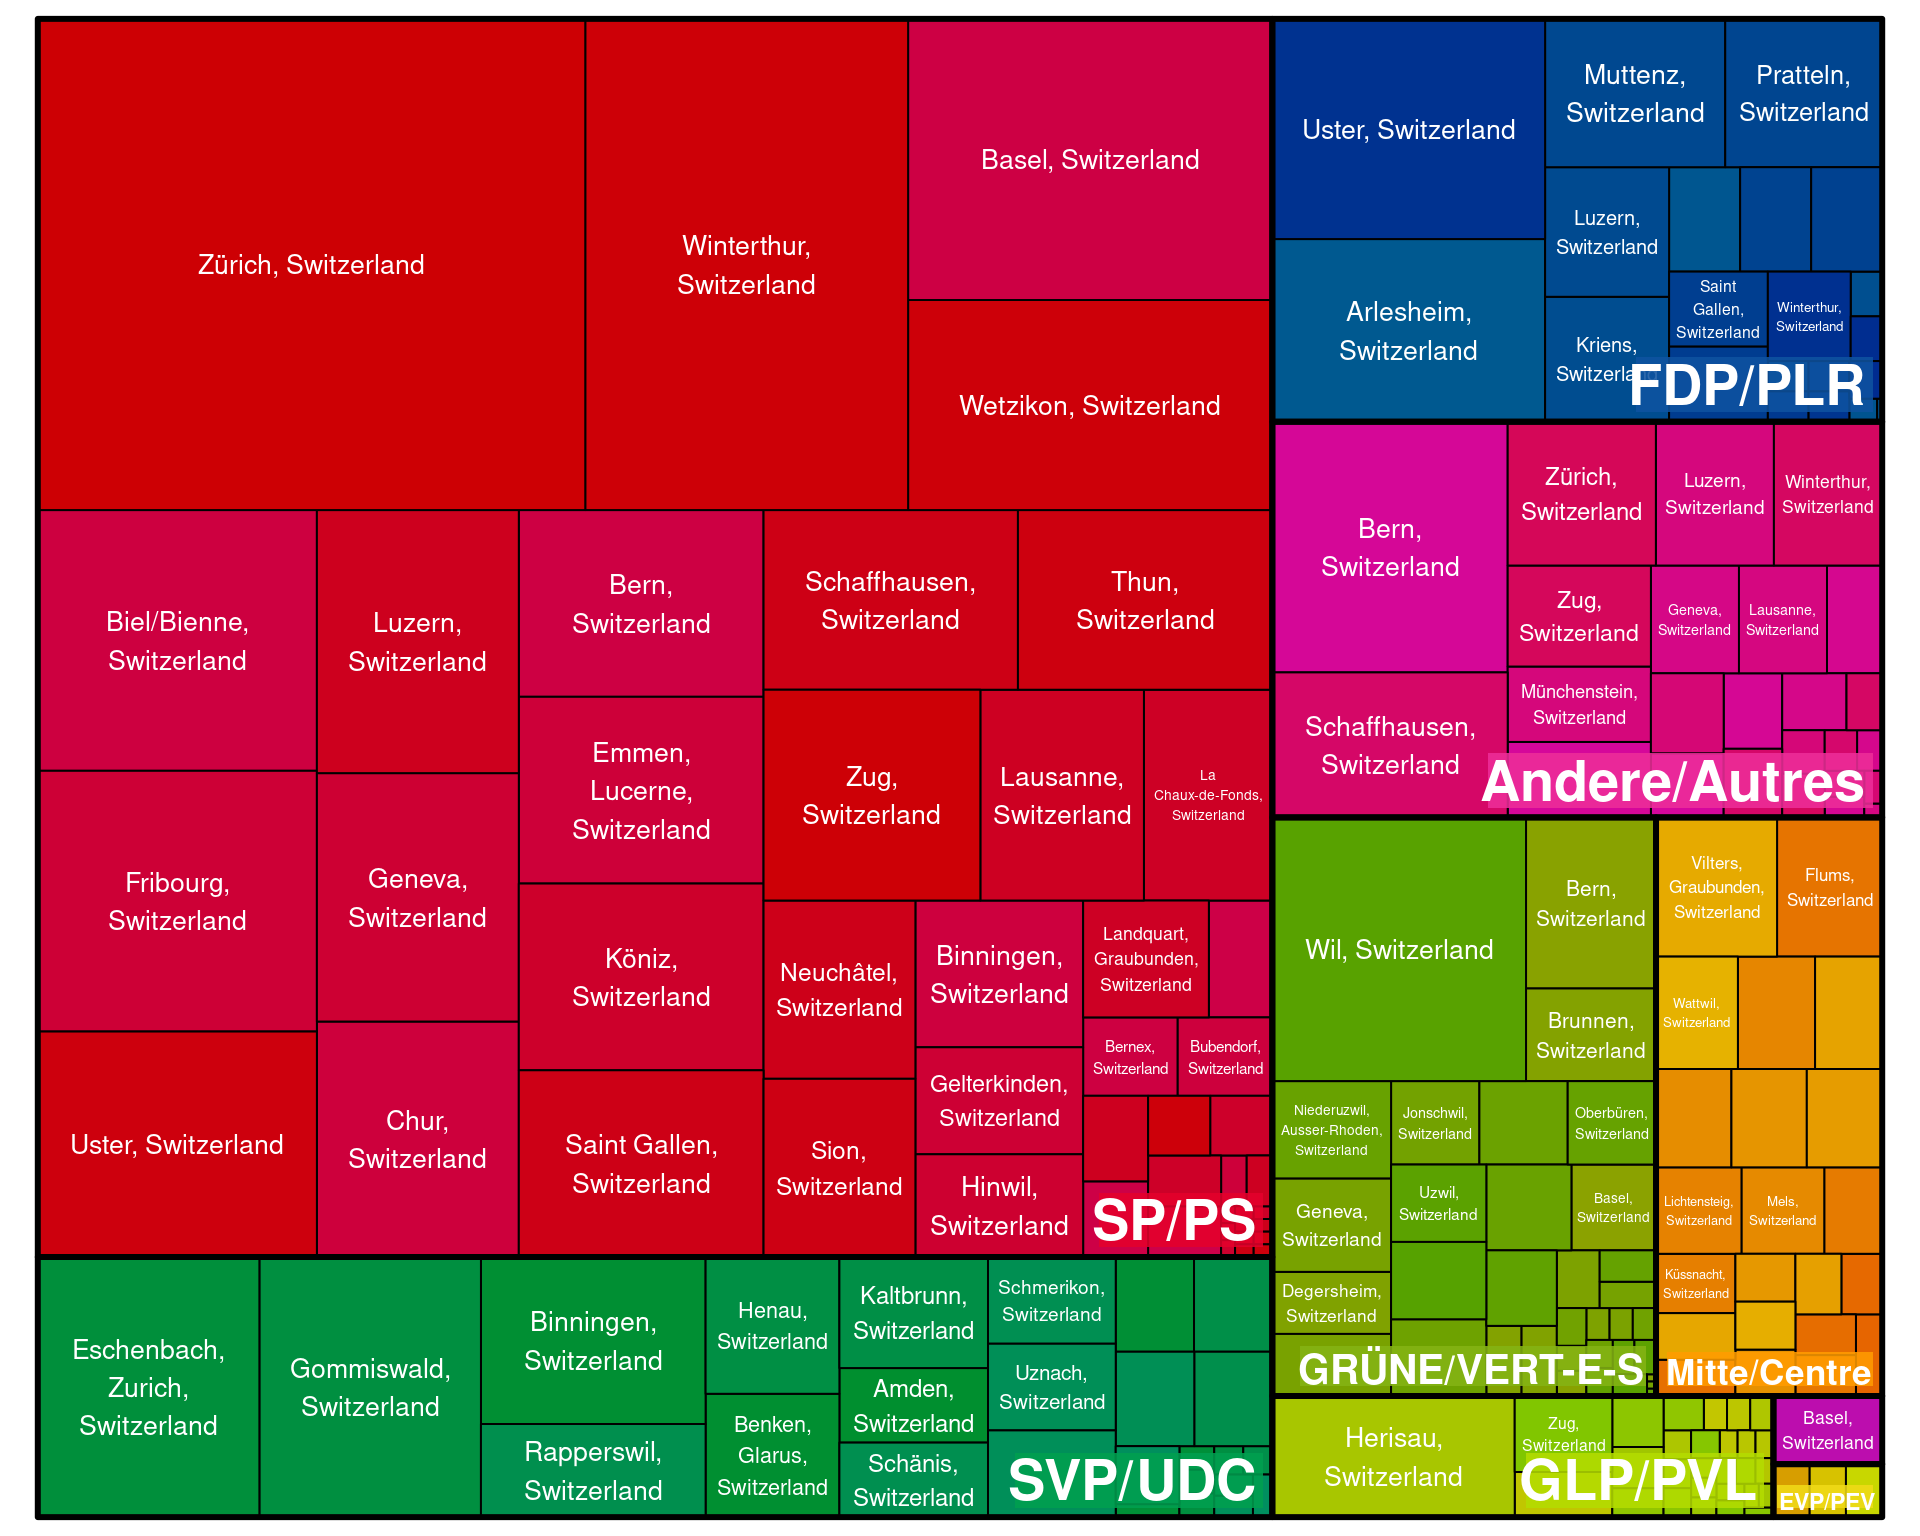 Zürich, Switzerland
Winterthur,
Switzerland
Basel, Switzerland
Wetzikon, Switzerland
Biel/Bienne,
Switzerland
Fribourg,
Switzerland
Uster, Switzerland
Luzern,
Switzerland
Geneva,
Switzerland
Chur,
Switzerland
Bern,
Switzerland
Emmen,
Lucerne,
Switzerland
Köniz,
Switzerland
Saint Gallen,
Switzerland
Schaffhausen,
Switzerland
Thun,
Switzerland
Zug,
Switzerland
Lausanne,
Switzerland
La
Chaux-de-Fonds,
Switzerland
Neuchâtel,
Switzerland
Sion,
Switzerland
Binningen,
Switzerland
Gelterkinden,
Switzerland
Hinwil,
Switzerland
Landquart,
Graubunden,
Switzerland
Bernex,
Switzerland
Bubendorf,
Switzerland
SP/PS
Eschenbach,
Zurich,
Switzerland
Gommiswald,
Switzerland
Binningen,
Switzerland
Rapperswil,
Switzerland
Henau,
Switzerland
Benken,
Glarus,
Switzerland
Kaltbrunn,
Switzerland
Amden,
Switzerland
Schänis,
Switzerland
Schmerikon,
Switzerland
Uznach,
Switzerland
SVP/UDC
Uster, Switzerland
Arlesheim,
Switzerland
Muttenz,
Switzerland
Pratteln,
Switzerland
Luzern,
Switzerland
Kriens,
Switzerland
Saint
Gallen,
Switzerland
Winterthur,
Switzerland
FDP/PLR
Bern,
Switzerland
Schaffhausen,
Switzerland
Zürich,
Switzerland
Luzern,
Switzerland
Winterthur,
Switzerland
Zug,
Switzerland
Geneva,
Switzerland
Lausanne,
Switzerland
Münchenstein,
Switzerland
Andere/Autres
Wil, Switzerland
Bern,
Switzerland
Brunnen,
Switzerland
Niederuzwil,
Ausser-Rhoden,
Switzerland
Jonschwil,
Switzerland
Oberbüren,
Switzerland
Geneva,
Switzerland
Uzwil,
Switzerland
Basel,
Switzerland
Degersheim,
Switzerland
GRÜNE/VERT-E-S
Vilters,
Graubunden,
Switzerland
Flums,
Switzerland
Wattwil,
Switzerland
Lichtensteig,
Switzerland
Mels,
Switzerland
Küssnacht,
Switzerland
Mitte/Centre
Herisau,
Switzerland
Zug,
Switzerland
GLP/PVL
Basel,
Switzerland
EVP/PEV